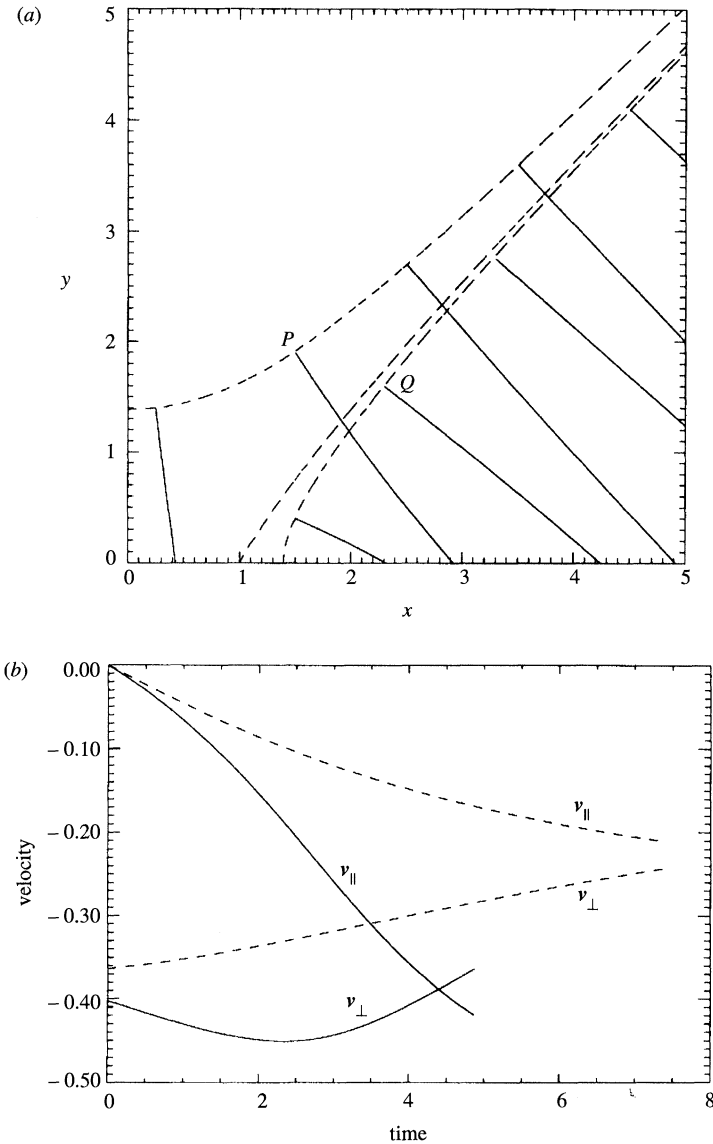 (a)
5
4
3
y
2
1
0
P
Q
0 1 2 3 4 5
x
(b)
0.00
–0.10
–0.20
–0.30
–0.40
–0.50
velocity
v∥
v⊥
v∥
v⊥
0 2 4 6 8
time